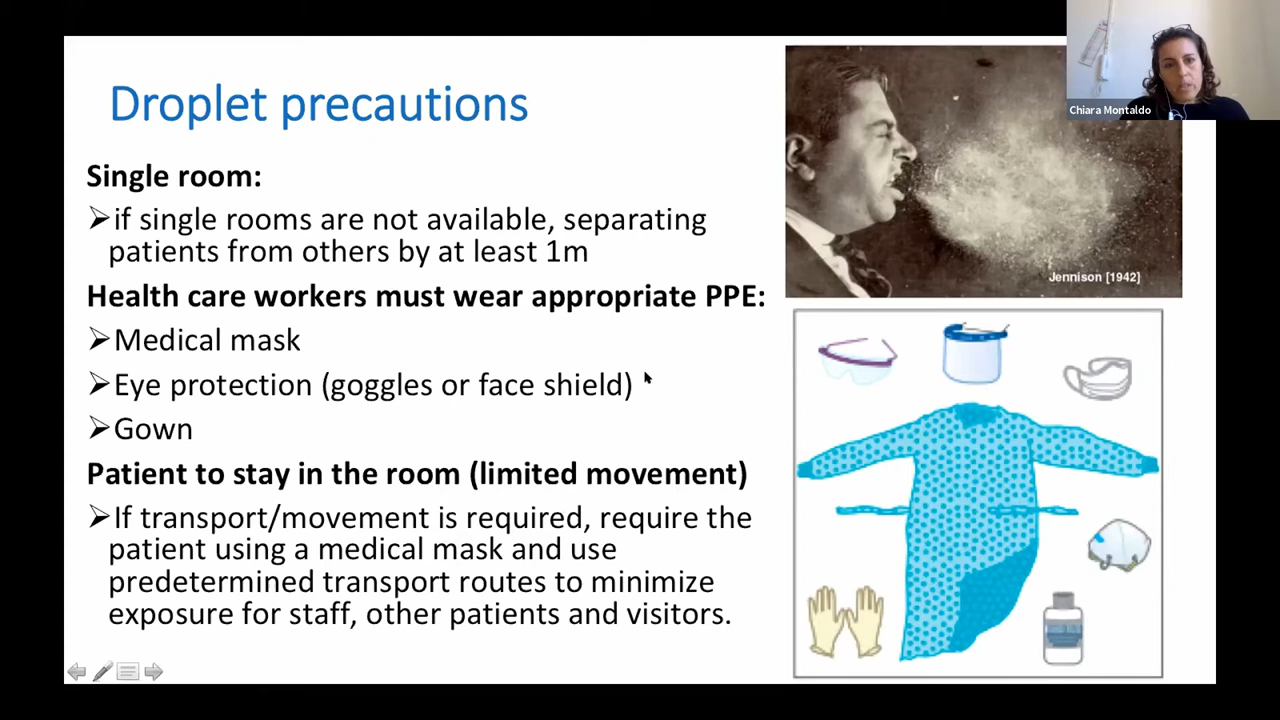 Droplet precautions
Single room:
➢if single rooms are not available, separating
patients from others by at least 1m
Health care workers must wear appropriate PPE:
➢Medical mask
➢Eye protection (goggles or face shield)
➢Gown
Patient to stay in the room (limited movement)
➢If transport/movement is required, require the
patient using a medical mask and use
predetermined transport routes to minimize
exposure for staff, other patients and visitors.
Jennison [1942]
Chiara Montaldo